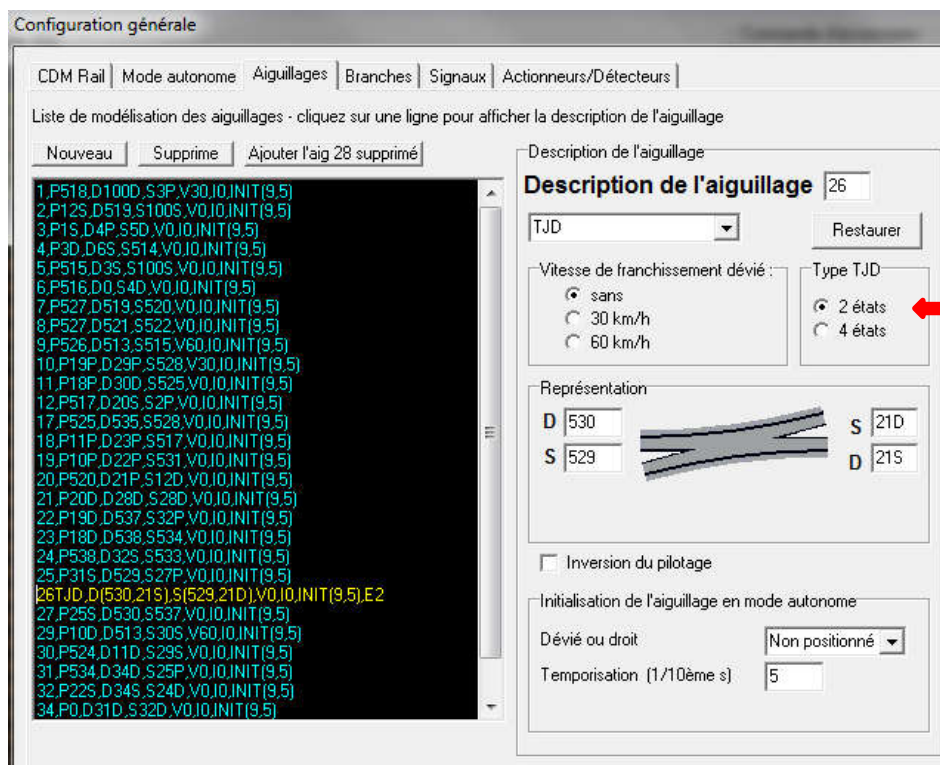 Configuration générale
CDM Rail Mode autonome Aiguillages Branches Signaux Actionneurs/Détecteurs
Liste de modélisation des aiguillages - cliquez sur une ligne pour afficher la description de l'aiguillage
Nouveau Supprime Ajouter l'aig 28 supprimé
1,P518,D100D,S3P,V30,I0,INIT(9,5)
2,P12S,D519,S100S,V0,I0,INIT(9,5)
3,P1S,D4P,S5D,V0,I0,INIT(9,5)
4,P3D,D6S,S514,V0,I0,INIT(9,5)
5,P515,D3S,S100S,V0,I0,INIT(9,5)
6,P516,D0,S4D,V0,I0,INIT(9,5)
7,P527,D519,S520,V0,I0,INIT(9,5)
8,P527,D521,S522,V0,I0,INIT(9,5)
9,P526,D513,S515,V60,I0,INIT(9,5)
10,P19P,D29P,S528,V30,I0,INIT(9,5)
11,P18P,D30D,S525,V0,I0,INIT(9,5)
12,P517,D20S,S2P,V0,I0,INIT(9,5)
17,P525,D535,S528,V0,I0,INIT(9,5)
18,P11P,D23P,S517,V0,I0,INIT(9,5)
19,P10P,D22P,S531,V0,I0,INIT(9,5)
20,P520,D21P,S12D,V0,I0,INIT(9,5)
21,P20D,D28D,S28D,V0,I0,INIT(9,5)
22,P19D,D537,S32P,V0,I0,INIT(9,5)
23,P18D,D538,S534,V0,I0,INIT(9,5)
24,P538,D32S,S533,V0,I0,INIT(9,5)
25,P31S,D529,S27P,V0,I0,INIT(9,5)
26TJD,D(530,21S),S(529,21D),V0,I0,INIT(9,5),E2
27,P25S,D530,S537,V0,I0,INIT(9,5)
29,P10D,D513,S30S,V60,I0,INIT(9,5)
30,P524,D11D,S29S,V0,I0,INIT(9,5)
31,P534,D34D,S25P,V0,I0,INIT(9,5)
32,P22S,D34S,S24D,V0,I0,INIT(9,5)
34,P0,D31D,S32D,V0,I0,INIT(9,5)
Description de l'aiguillage
Description de l'aiguillage 26
TJD Restaurer
Vitesse de franchissement dévié :
sans
30 km/h
60 km/h
Type TJD
2 états
4 états
Représentation
D 530 S 21D
S 529 D 21S
Inversion du pilotage
Initialisation de l'aiguillage en mode autonome
Dévié ou droit Non positionné
Temporisation (1/10ème s) 5